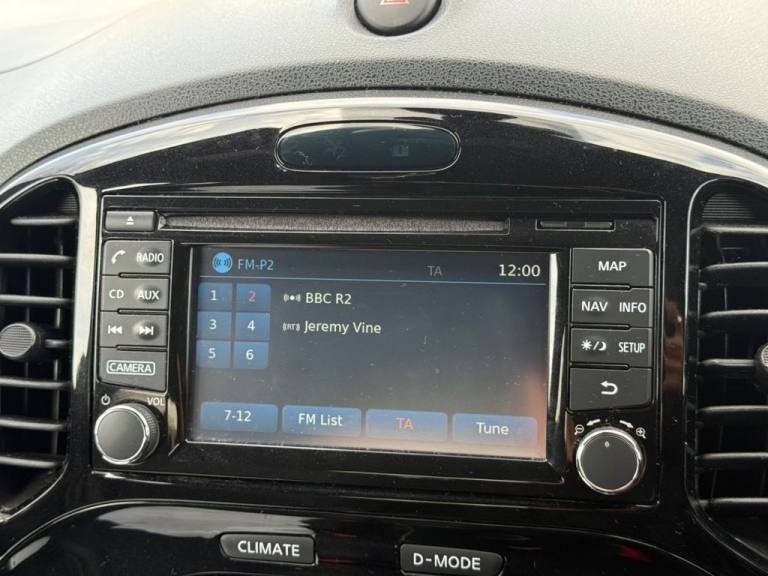 FM-P2 TA 12:00
RADIO
MAP
1 2 BBC R2
CD AUX
NAV INFO
3 4 (RT) Jeremy Vine
SETUP
5 6
CAMERA
VOL
7-12 FM List TA Tune
CLIMATE
D-MODE